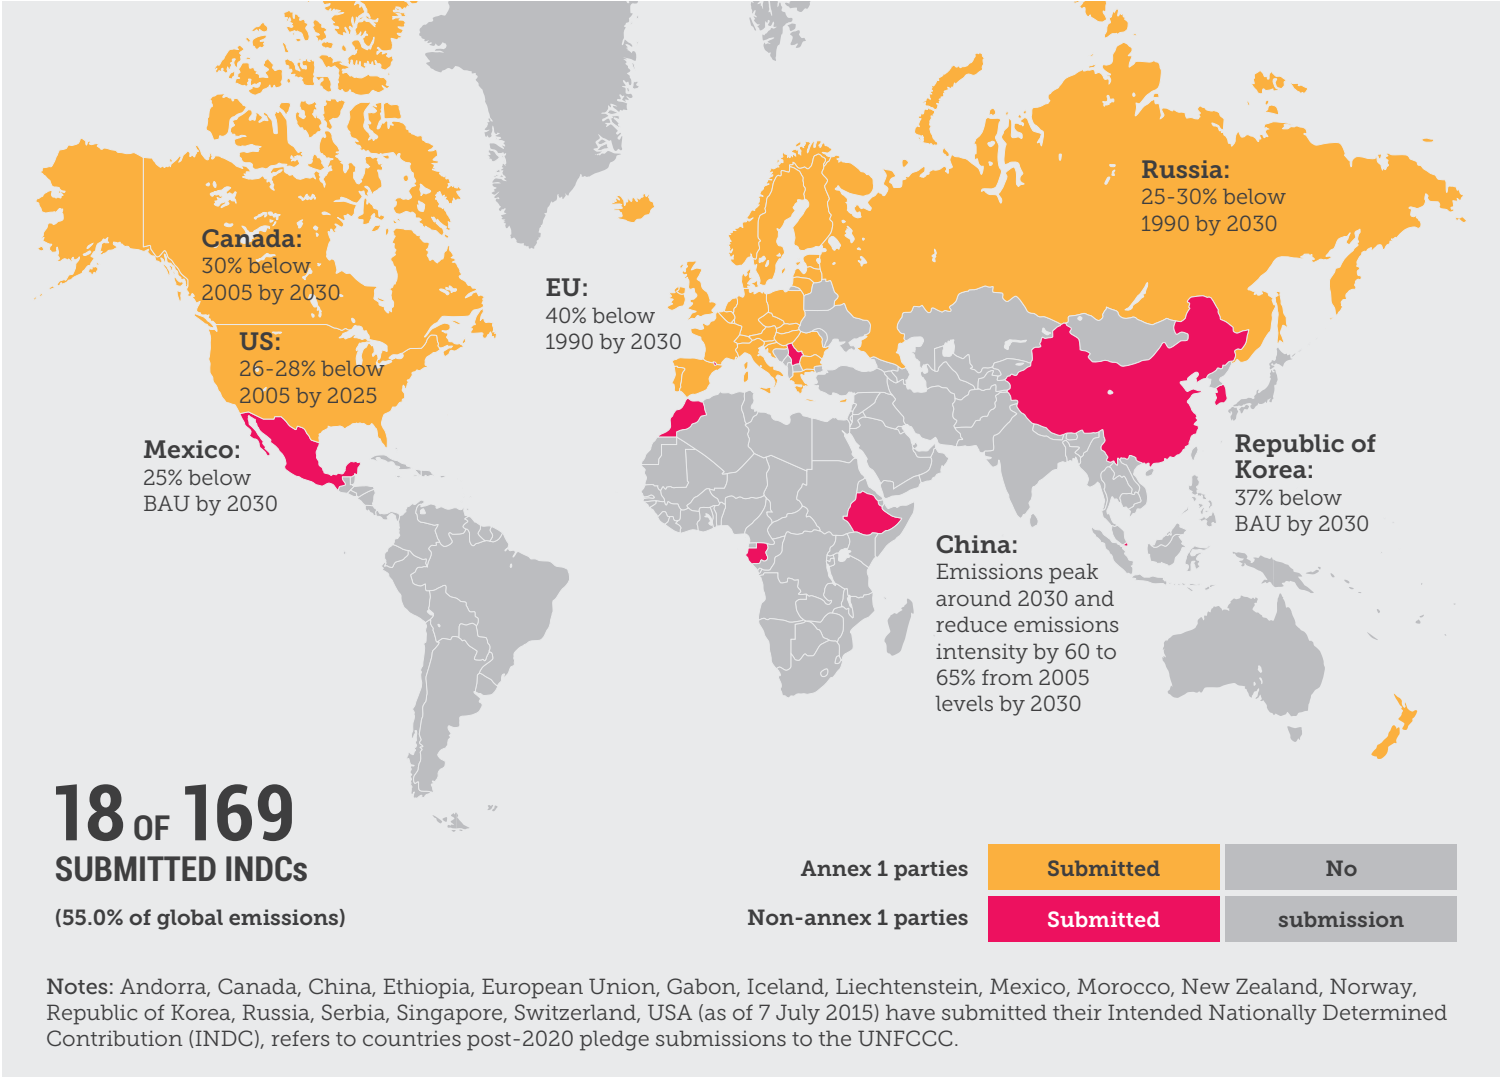 Russia:
25-30% below
1990 by 2030
Canada:
30% below
2005 by 2030
EU:
40% below
1990 by 2030
US:
26-28% below
2005 by 2025
Mexico:
25% below
BAU by 2030
Republic of
Korea:
37% below
BAU by 2030
China:
Emissions peak
around 2030 and
reduce emissions
intensity by 60 to
65% from 2005
levels by 2030
18 OF 169
SUBMITTED INDCs
(55.0% of global emissions)
Annex 1 parties Submitted No
Non-annex 1 parties Submitted submission
Notes: Andorra, Canada, China, Ethiopia, European Union, Gabon, Iceland, Liechtenstein, Mexico, Morocco, New Zealand, Norway,
Republic of Korea, Russia, Serbia, Singapore, Switzerland, USA (as of 7 July 2015) have submitted their Intended Nationally Determined
Contribution (INDC), refers to countries post-2020 pledge submissions to the UNFCCC.